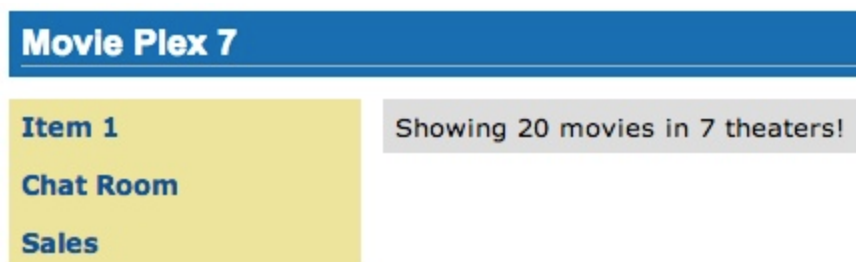 Movie Plex 7
Item 1
Showing 20 movies in 7 theaters!
Chat Room
Sales